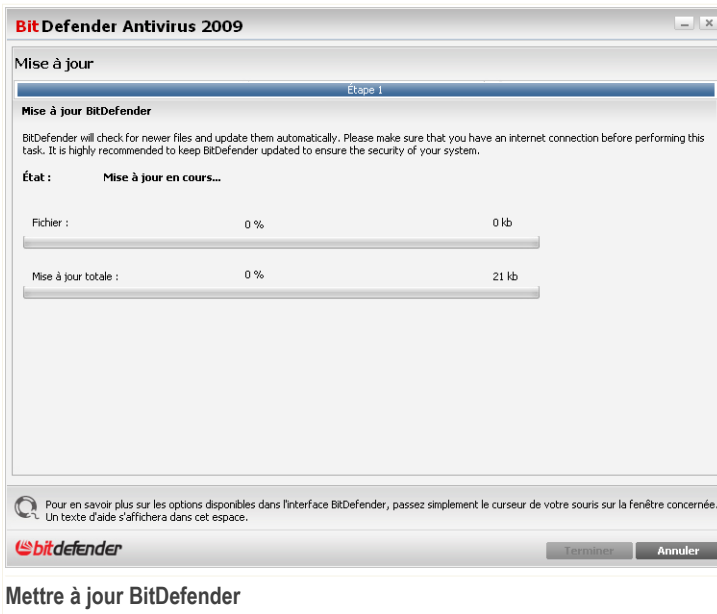 BitDefender Antivirus 2009
Mise à jour
Étape 1
Mise à jour BitDefender
BitDefender will check for newer files and update them automatically. Please make sure that you have an internet connection before performing this
task. It is highly recommended to keep BitDefender updated to ensure the security of your system.
État : Mise à jour en cours...
Fichier : 0 % 0 kb
Mise à jour totale : 0 % 21 kb
Pour en savoir plus sur les options disponibles dans l'interface BitDefender, passez simplement le curseur de votre souris sur la fenêtre concernée.
Un texte d'aide s'affichera dans cet espace.
bitdefender Terminer Annuler
Mettre à jour BitDefender